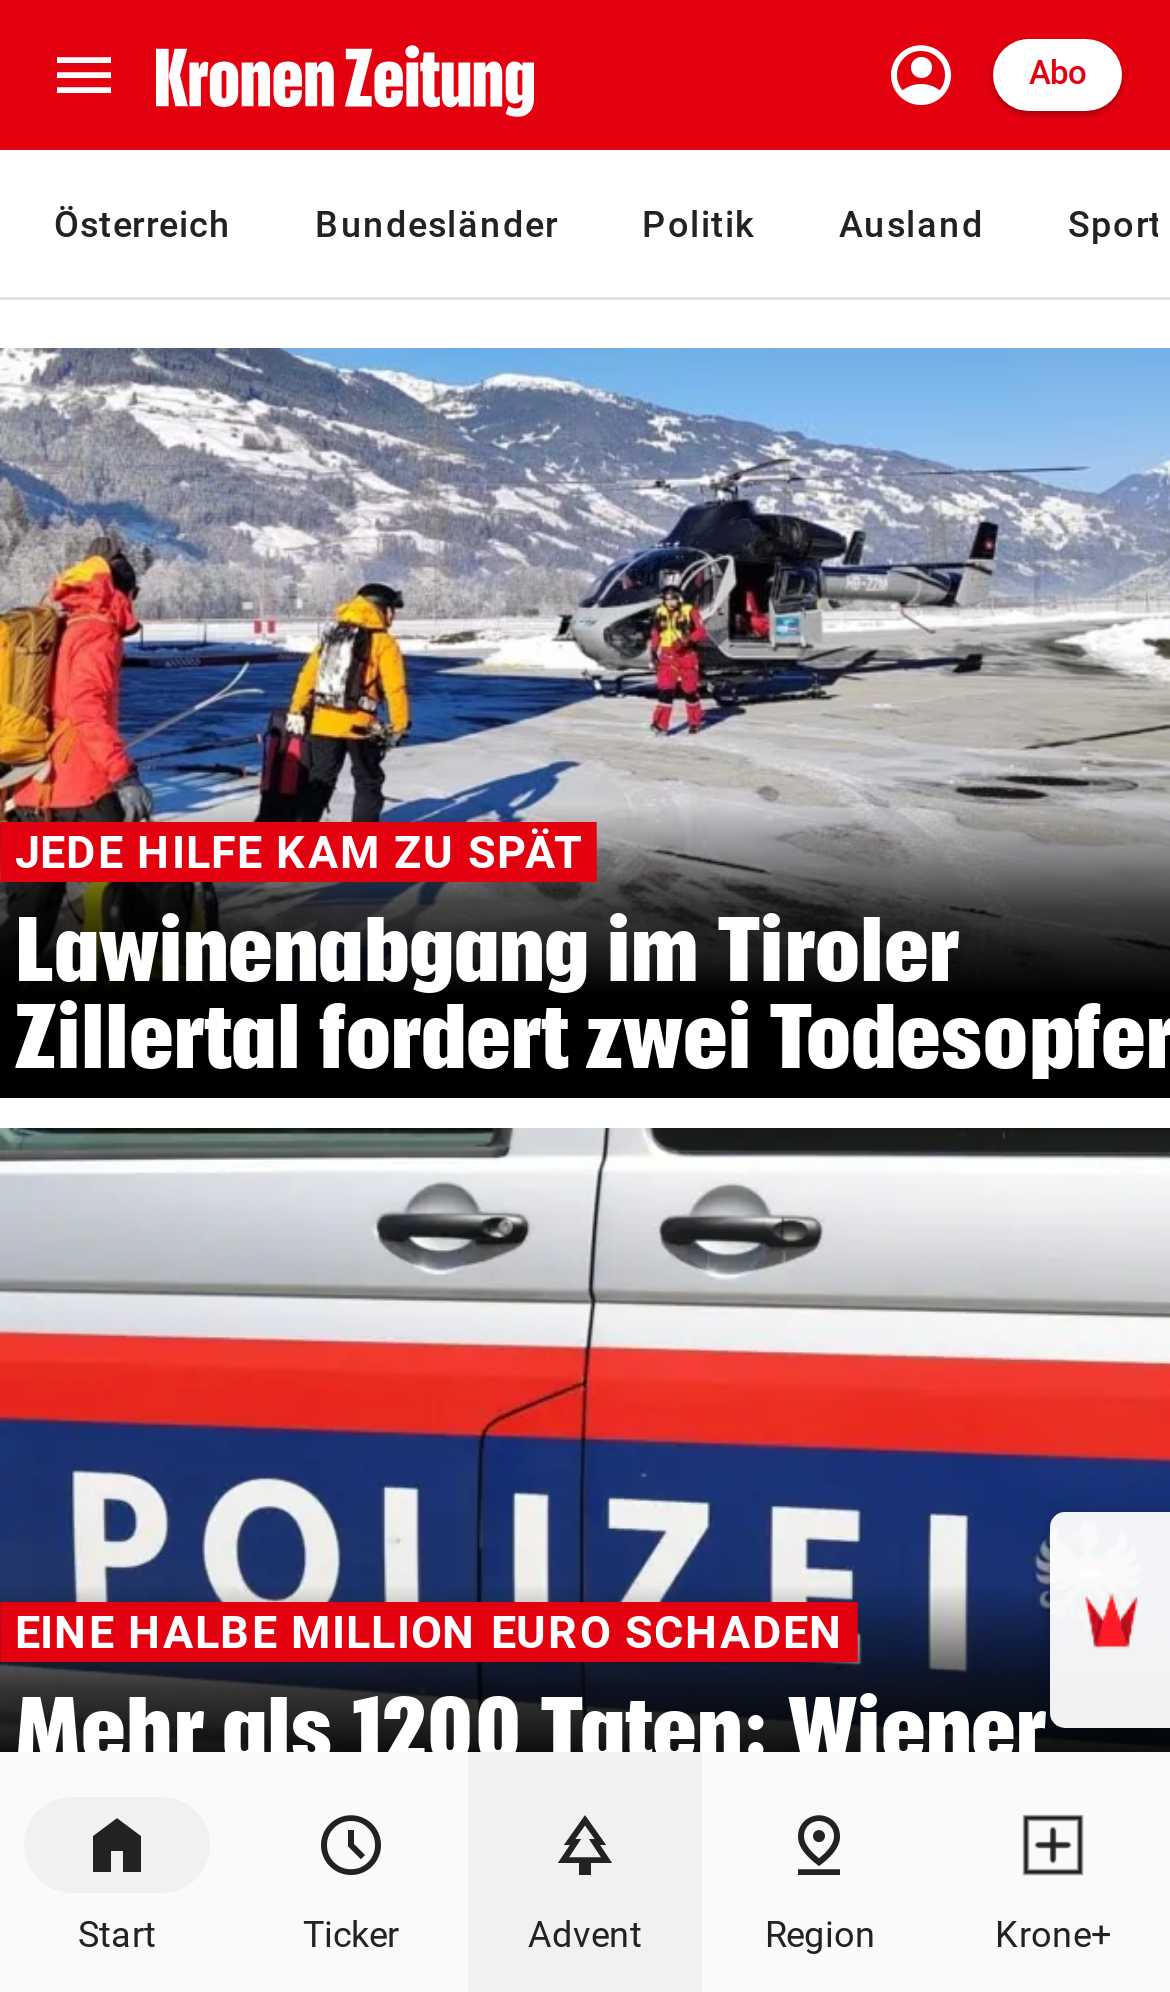 Kronen Zeitung
Abo
Österreich Bundesländer Politik Ausland Sport
JEDE HILFE KAM ZU SPÄT
Lawinenabgang im Tiroler
Zillertal fordert zwei Todesopfer
POLIZEI
EINE HALBE MILLION EURO SCHADEN
Mehr als 1200 Taten: Wiener
Start Ticker Advent Region Krone+